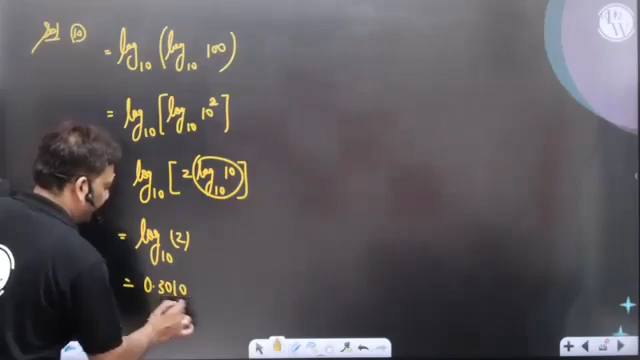 Sol 10 = log₁₀ (log₁₀ 100)
= log₁₀ [log₁₀ 10²]
log₁₀ [2 (log₁₀ 10)]
= log₁₀ (2)
= 0.3010